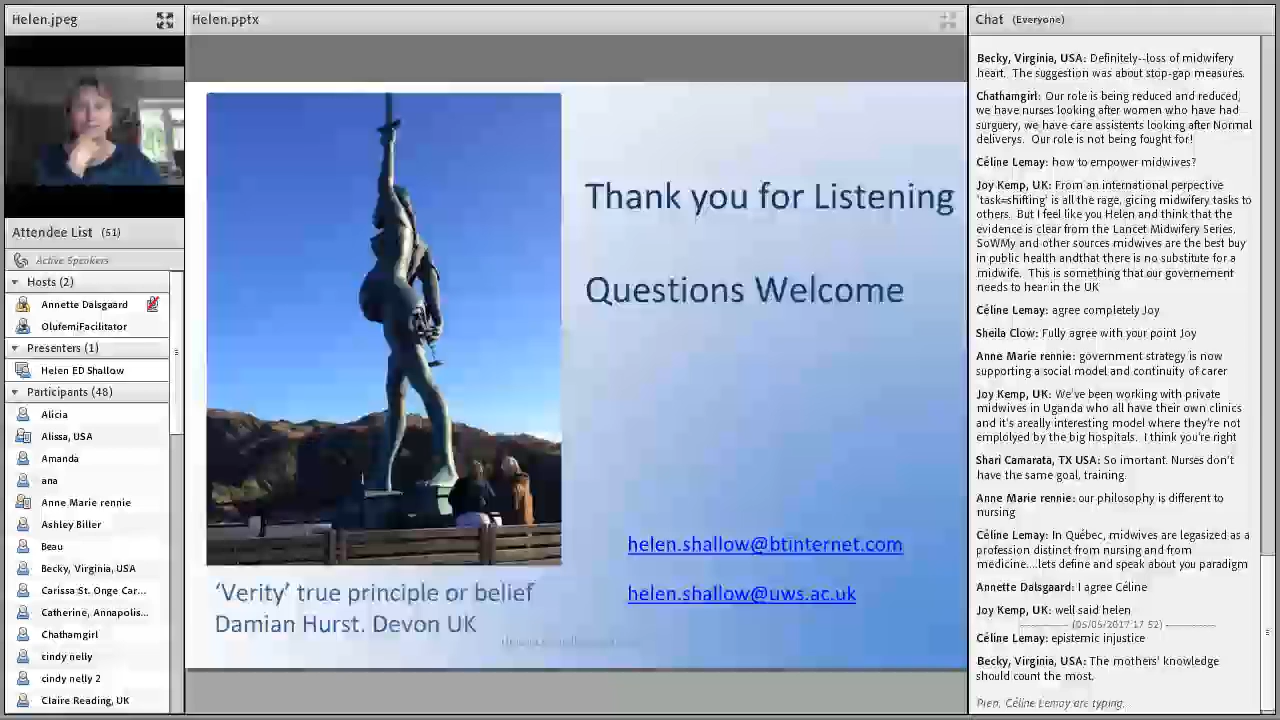 Helen.jpeg
Attendee List (51)
Active Speakers
Hosts (2)
Annette Dalsgaard
OlufemiFacilitator
Presenters (1)
Helen ED Shallow
Participants (48)
Alicia
Alissa, USA
Amanda
ana
Anne Marie rennie
Ashley Biller
Beau
Becky, Virginia, USA
Carissa St. Onge Car...
Catherine, Annapolis...
Chathamgirl
cindy nelly
cindy nelly 2
Claire Reading, UK
Helen.pptx
Thank you for Listening
Questions Welcome
helen.shallow@btinternet.com
helen.shallow@uws.ac.uk
‘Verity’ true principle or belief
Damian Hurst. Devon UK
Chat (Everyone)
Becky, Virginia, USA: Definitely--loss of midwifery
heart. The suggestion was about stop-gap measures.
Chathamgirl: Our role is being reduced and reduced,
we have nurses looking after women who have had
surguery, we have care assistents looking after Normal
deliverys. Our role is not being fought for!
Céline Lemay: how to empower midwives?
Joy Kemp, UK: From an international perpective
'task=shifting' is all the rage, gicing midwifery tasks to
others. But I feel like you Helen and think that the
evidence is clear from the Lancet Midwifery Series,
SoWMy and other sources midwives are the best buy
in public health andthat there is no substitute for a
midwife. This is something that our governement
needs to hear in the UK
Céline Lemay: agree completely Joy
Sheila Clow: Fully agree with your point Joy
Anne Marie rennie: government strategy is now
supporting a social model and continuity of carer
Joy Kemp, UK: We've been working with private
midwives in Uganda who all have their own clinics
and it's areally interesting model where they're not
emplolyed by the big hospitals. I think you're right
Shari Camarata, TX USA: So imortant. Nurses don't
have the same goal, training.
Anne Marie rennie: our philosophy is different to
nursing
Céline Lemay: In Québec, midwives are legasized as a
profession distinct from nursing and from
medicine....lets define and speak about you paradigm
Annette Dalsgaard: I agree Céline
Joy Kemp, UK: well said helen
(05/05/2017 17:52)
Céline Lemay: epistemic injustice
Becky, Virginia, USA: The mothers' knowledge
should count the most.
Pien, Céline Lemay are typing.